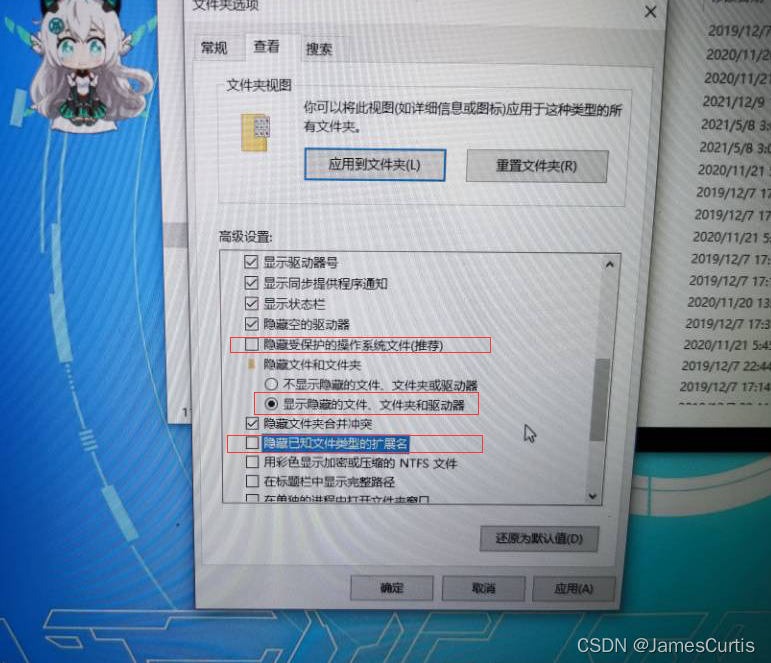 文件夹选项
常规 查看 搜索
文件夹视图
你可以将此视图(如详细信息或图标)应用于这种类型的所
有文件夹。
应用到文件夹(L) 重置文件夹(R)
高级设置:
显示驱动器号
显示同步提供程序通知
显示状态栏
隐藏空的驱动器
隐藏受保护的操作系统文件(推荐)
隐藏文件和文件夹
不显示隐藏的文件、文件夹或驱动器
显示隐藏的文件、文件夹和驱动器
隐藏文件夹合并冲突
隐藏已知文件类型的扩展名
用彩色显示加密或压缩的 NTFS 文件
在标题栏中显示完整路径
在单独的进程中打开文件夹窗口
还原为默认值(D)
确定 取消 应用(A)
2019/12/7
2020/11/2
2020/11/21
2021/12/9
2021/5/8 3:0
2021/5/8 3:
2020/11/21 5
2019/12/7 17
2019/12/7 17
2020/11/21 5:
2019/12/7 17:
2020/11/20 13
2019/12/7 17:3
2020/11/21 5:4
2019/12/7 22:44
2019/12/7 17:14
CSDN @JamesCurtis